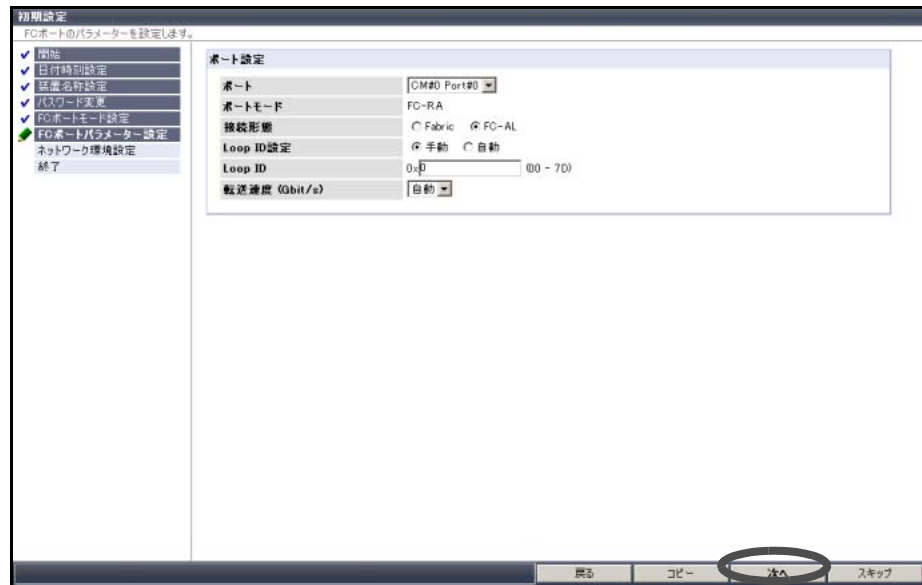 初期設定
FCポートのパラメーターを設定します。
開始
日付時刻設定
装置名称設定
パスワード変更
FCポートモード設定
FCポートパラメーター設定
ネットワーク環境設定
終了
ポート設定
ポート CM#0 Port#0
ポートモード FC-RA
接続形態 Fabric FC-AL
Loop ID設定 手動 自動
Loop ID 0x0 (00 - 7D)
転送速度 (Gbit/s) 自動
戻る コピー 次へ スキップ